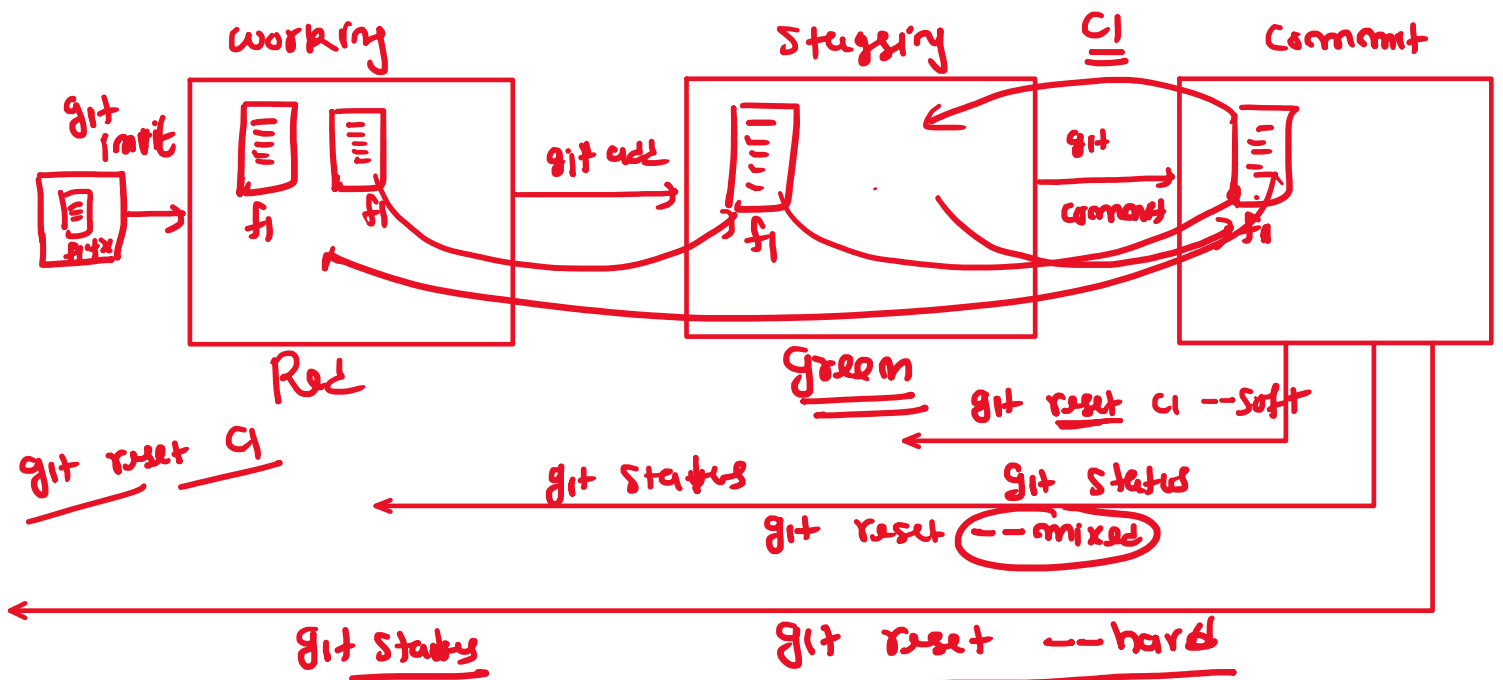 working
Stagging
C1
Commit
git
init
git add
git
commit
f1
f1
f1
f1
Red
Green
git reset C1 --soft
git reset C1
git status
git status
git reset --mixed
git status
git reset --hard